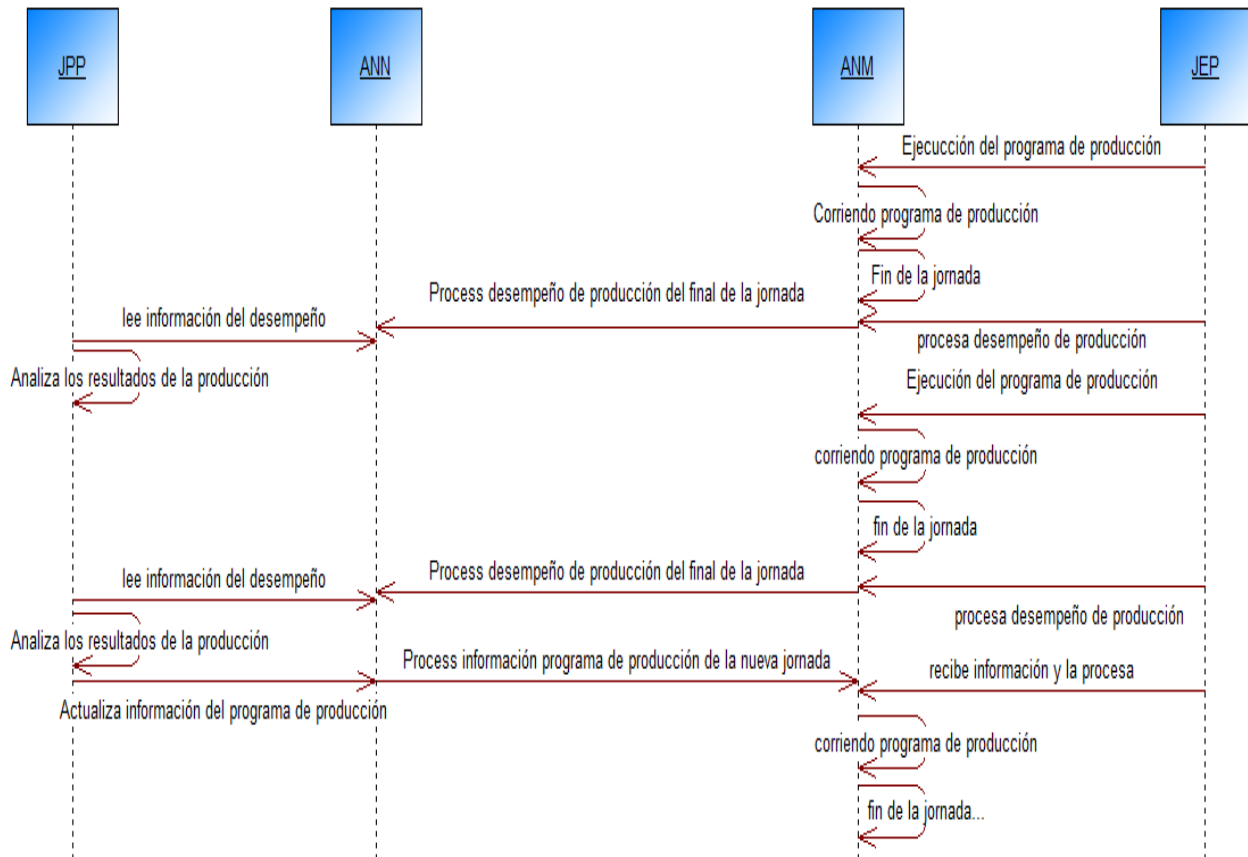 JPP
ANN
ANM
JEP
Ejecucción del programa de producción
Corriendo programa de producción
Fin de la jornada
Process desempeño de producción del final de la jornada
lee información del desempeño
procesa desempeño de producción
Analiza los resultados de la producción
Ejecución del programa de producción
corriendo programa de producción
fin de la jornada
Process desempeño de producción del final de la jornada
lee información del desempeño
procesa desempeño de producción
Analiza los resultados de la producción
Process información programa de producción de la nueva jornada
recibe información y la procesa
Actualiza información del programa de producción
corriendo programa de producción
fin de la jornada...